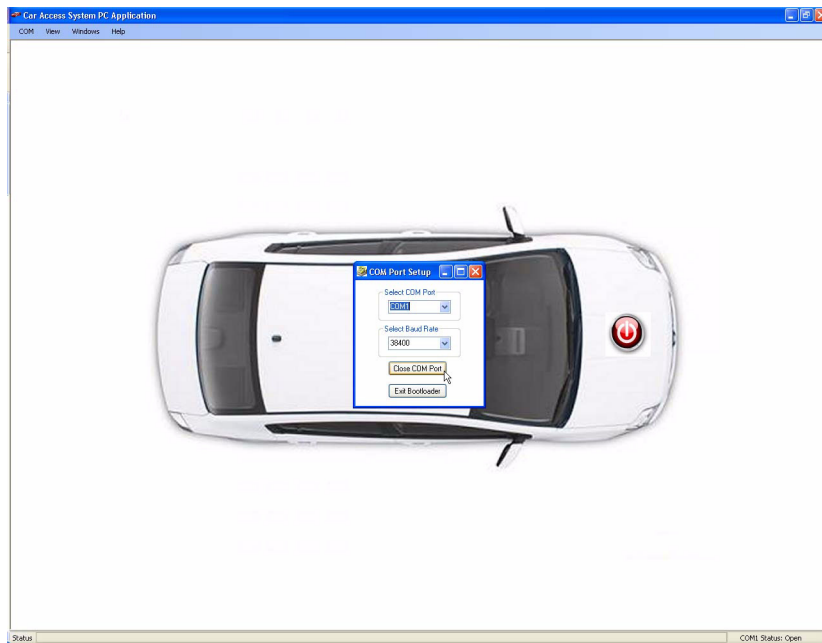 Car Access System PC Application
COM View Windows Help
COM Port Setup
Select COM Port
COM1
Select Baud Rate
38400
Close COM Port
Exit Bootloader
Status
COM1 Status: Open